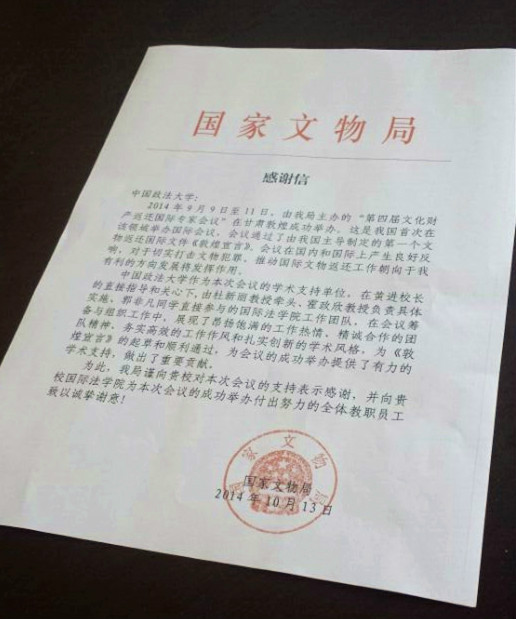 国家文物局
感谢信
中国政法大学：
2014年9月9日至11日，由我局主办的“第四届文化财
产返还国际专家会议”在甘肃敦煌成功举办。这是我国首次在
该领域举办国际会议，会议通过了由我国主导制定的第一个文
物返还国际文件《敦煌宣言》。会议在国内和国际上产生良好反
响，对于切实打击文物犯罪、推动国际文物返还工作朝向于我
有利的方向发展将发挥作用。
中国政法大学作为本次会议的学术支持单位，在黄进校长
的直接指导和关心下，由杜新丽教授牵头、霍政欣教授负责具体
实施、郭非凡同学直接参与的国际法学院工作团队，在会议筹
备与组织工作中，展现了昂扬饱满的工作热情，精诚合作的团
队精神、务实高效的工作作风和扎实创新的学术风格，为《敦
煌宣言》的起草和顺利通过，为会议的成功举办提供了有力的
学术支持，做出了重要贡献。
为此，我局谨向贵校对本次会议的支持表示感谢，并向贵
校国际法学院为本次会议的成功举办付出努力的全体教职员工
致以诚挚谢意！
国家文物局
国家文物局
2014年10月13日